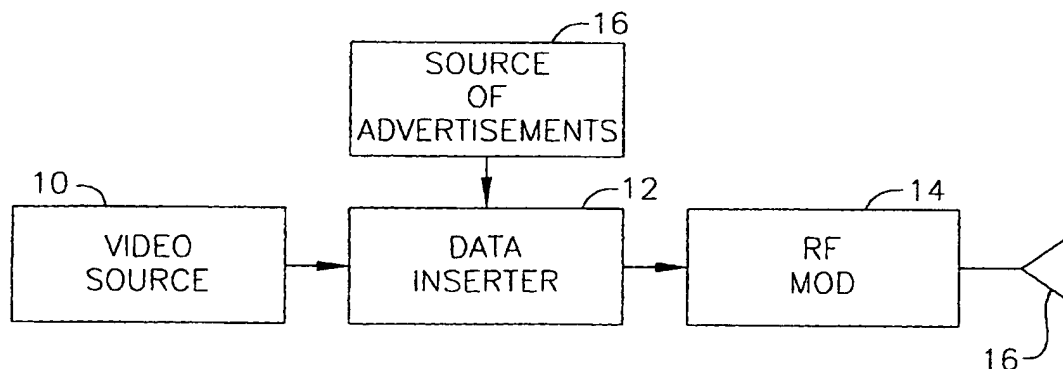 16
SOURCE
OF
ADVERTISEMENTS
10
VIDEO
SOURCE
12
DATA
INSERTER
14
RF
MOD
16